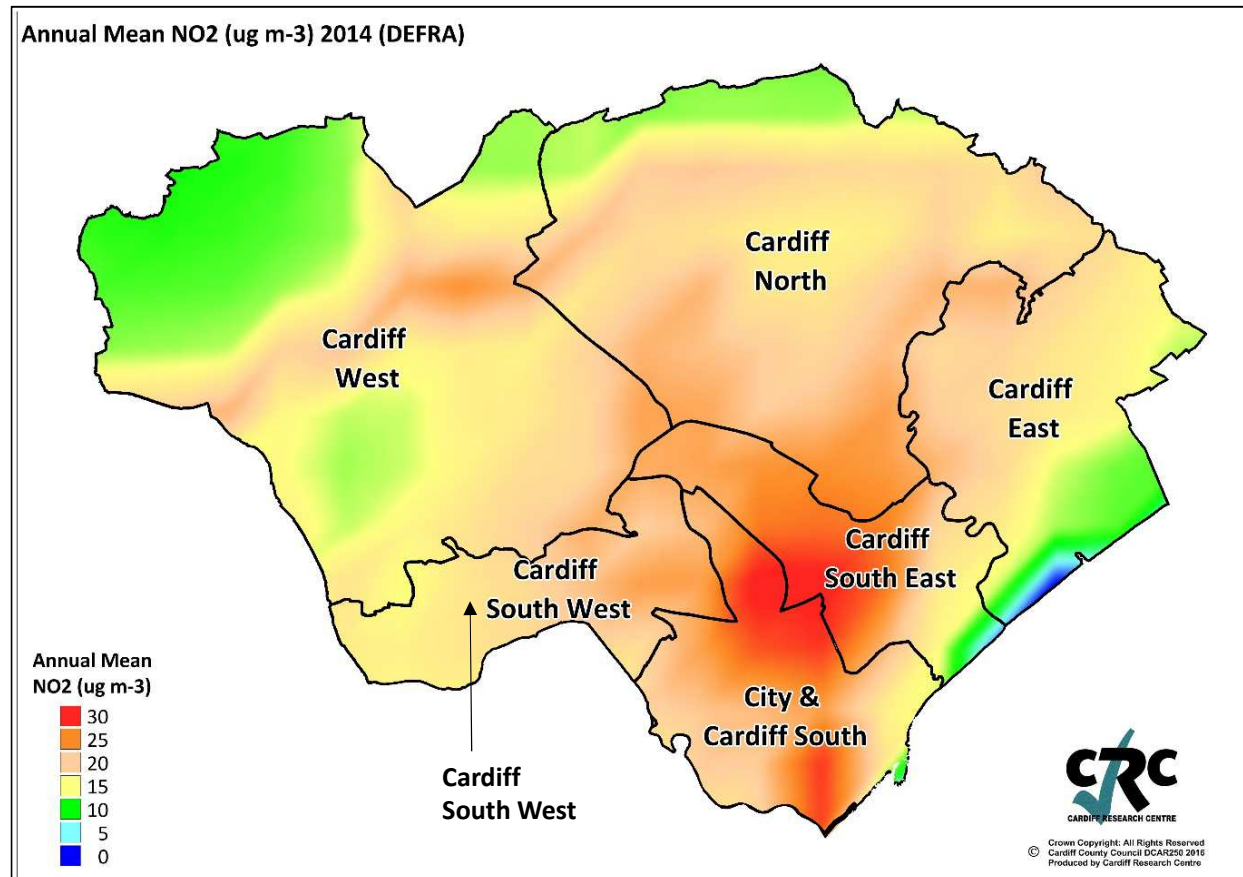 Annual Mean NO2 (ug m-3) 2014 (DEFRA)
Cardiff
North
Cardiff
West
Cardiff
East
Cardiff
South East
Cardiff
South West
City &
Cardiff South
Cardiff
South West
Annual Mean
NO2 (ug m-3)
30
25
20
15
10
5
0
CRC
CARDIFF RESEARCH CENTRE
© Crown Copyright: All Rights Reserved
Cardiff County Council DCAR250 2016
Produced by Cardiff Research Centre